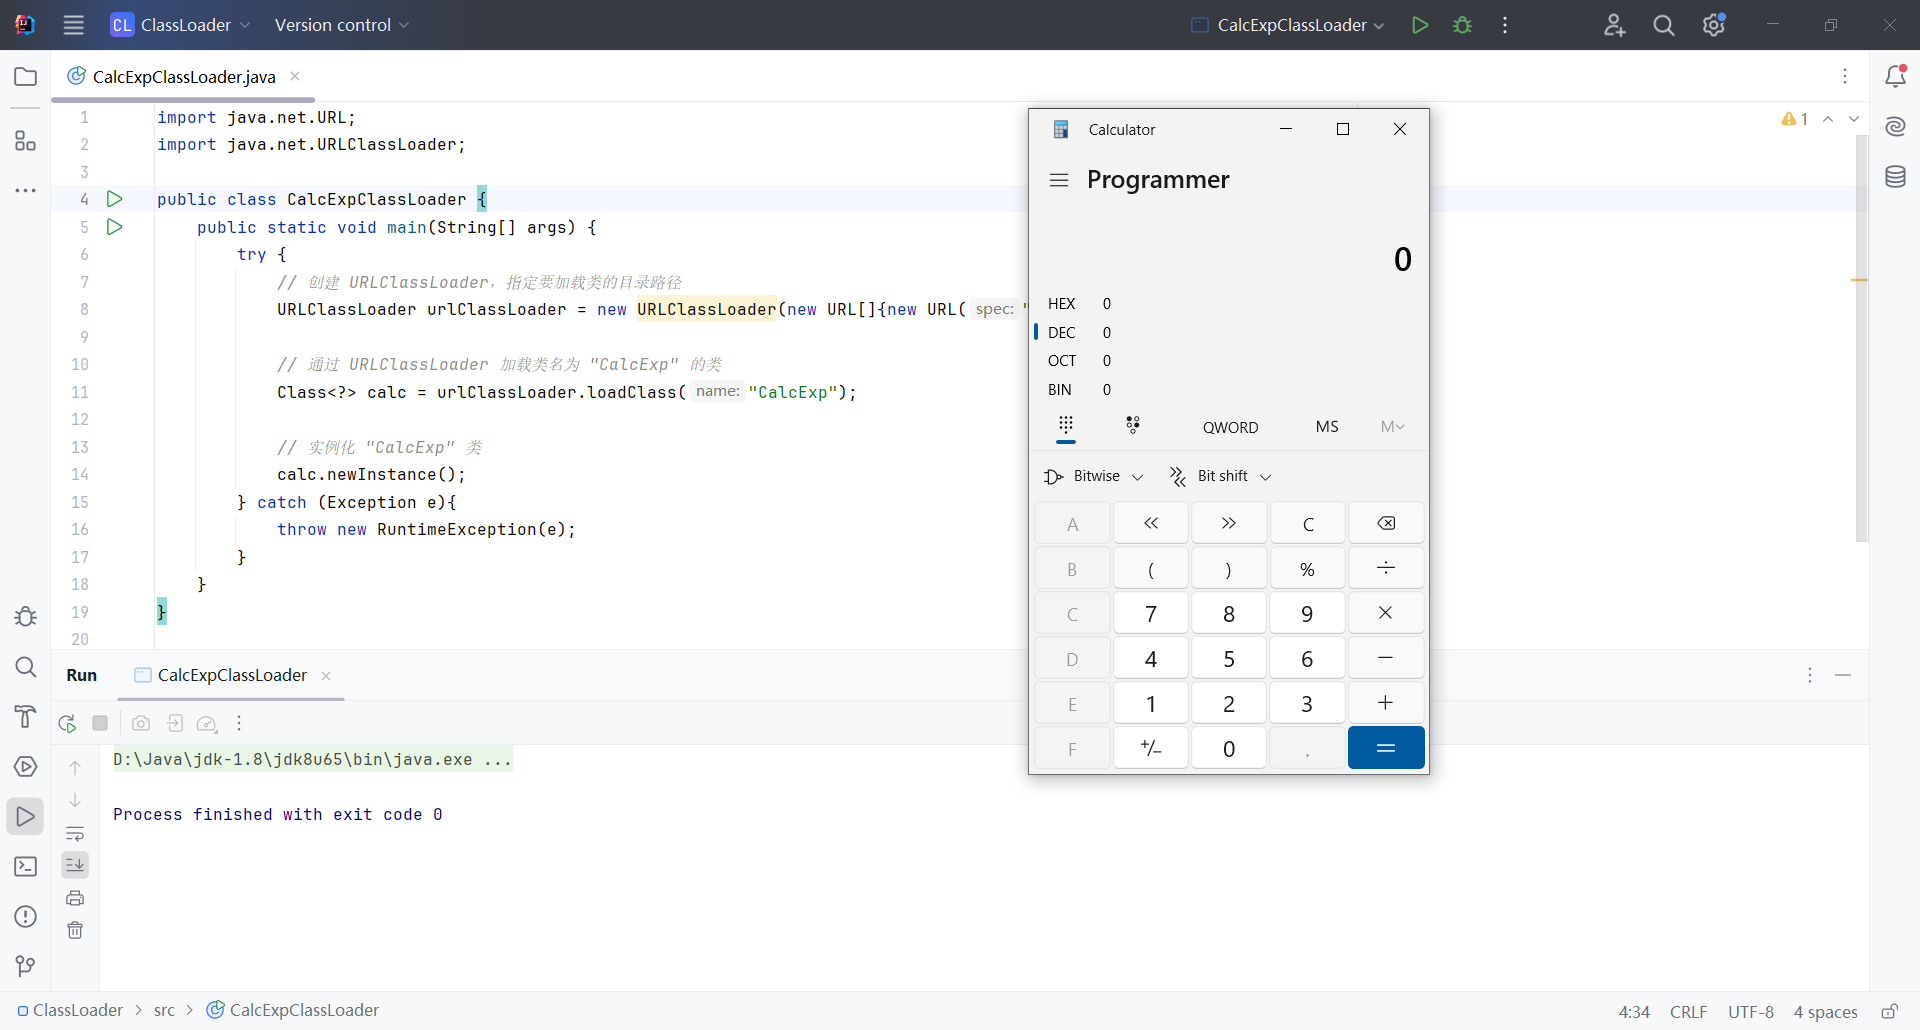 CL ClassLoader Version control CalcExpClassLoader
CalcExpClassLoader.java
1 import java.net.URL;
2 import java.net.URLClassLoader;
3
4 public class CalcExpClassLoader {
5 public static void main(String[] args) {
6 try {
7 // 创建 URLClassLoader，指定要加载类的目录路径
8 URLClassLoader urlClassLoader = new URLClassLoader(new URL[]{new URL( spec: "
9
10 // 通过 URLClassLoader 加载类名为 "CalcExp" 的类
11 Class<?> calc = urlClassLoader.loadClass( name: "CalcExp");
12
13 // 实例化 "CalcExp" 类
14 calc.newInstance();
15 } catch (Exception e){
16 throw new RuntimeException(e);
17 }
18 }
19 }
20
1
Calculator
Programmer
0
HEX 0
DEC 0
OCT 0
BIN 0
QWORD MS M
Bitwise Bit shift
A « » C
B ( ) % ÷
C 7 8 9 ×
D 4 5 6 −
E 1 2 3 +
F +/− 0 . =
Run CalcExpClassLoader
D:\Java\jdk-1.8\jdk8u65\bin\java.exe ...
Process finished with exit code 0
ClassLoader > src > CalcExpClassLoader
4:34 CRLF UTF-8 4 spaces